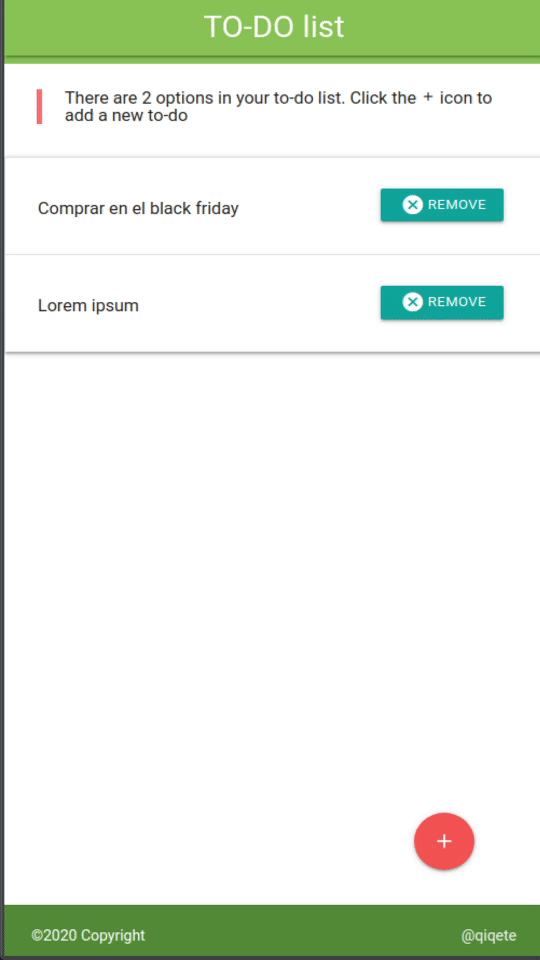 TO-DO list
There are 2 options in your to-do list. Click the + icon to
add a new to-do
Comprar en el black friday
REMOVE
Lorem ipsum
REMOVE
+
©2020 Copyright
@qiqete